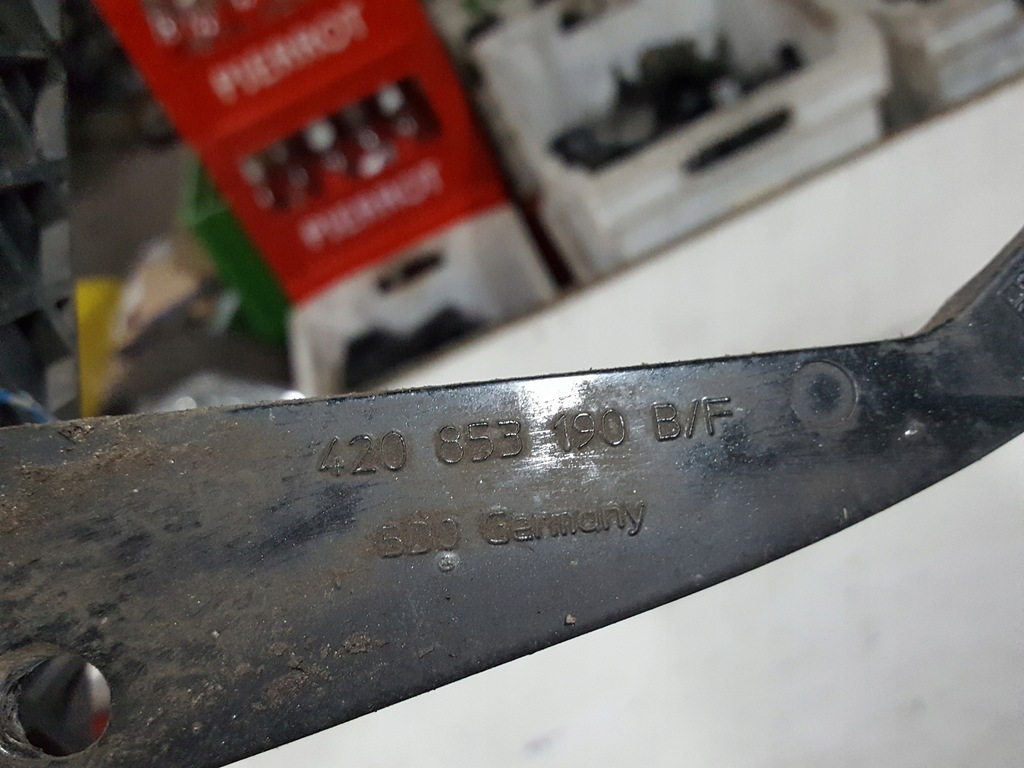 PIERROT
PIERROT
420 853 190 B/F
Germany